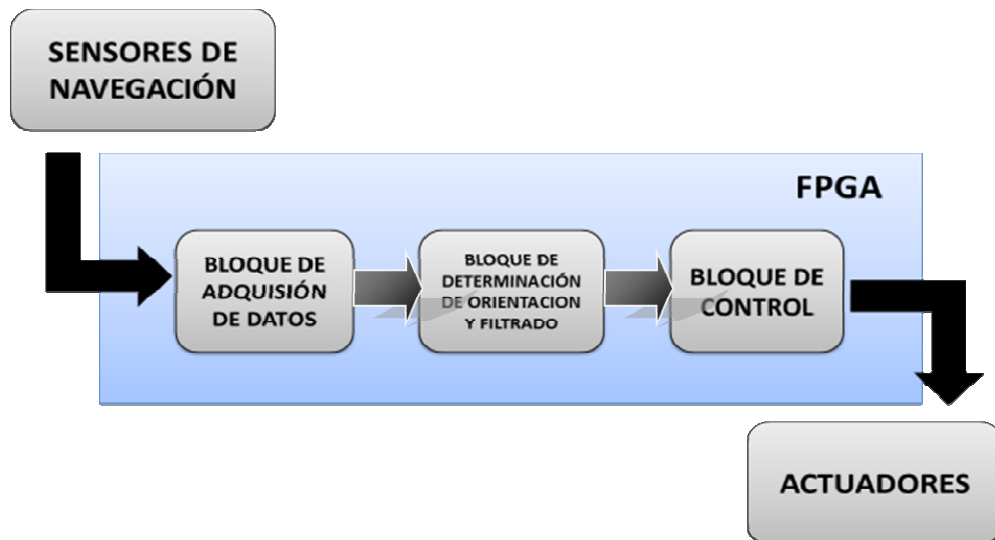 SENSORES DE
NAVEGACIÓN
FPGA
BLOQUE DE
ADQUISIÓN
DE DATOS
BLOQUE DE
DETERMINACIÓN
DE ORIENTACION
Y FILTRADO
BLOQUE DE
CONTROL
ACTUADORES